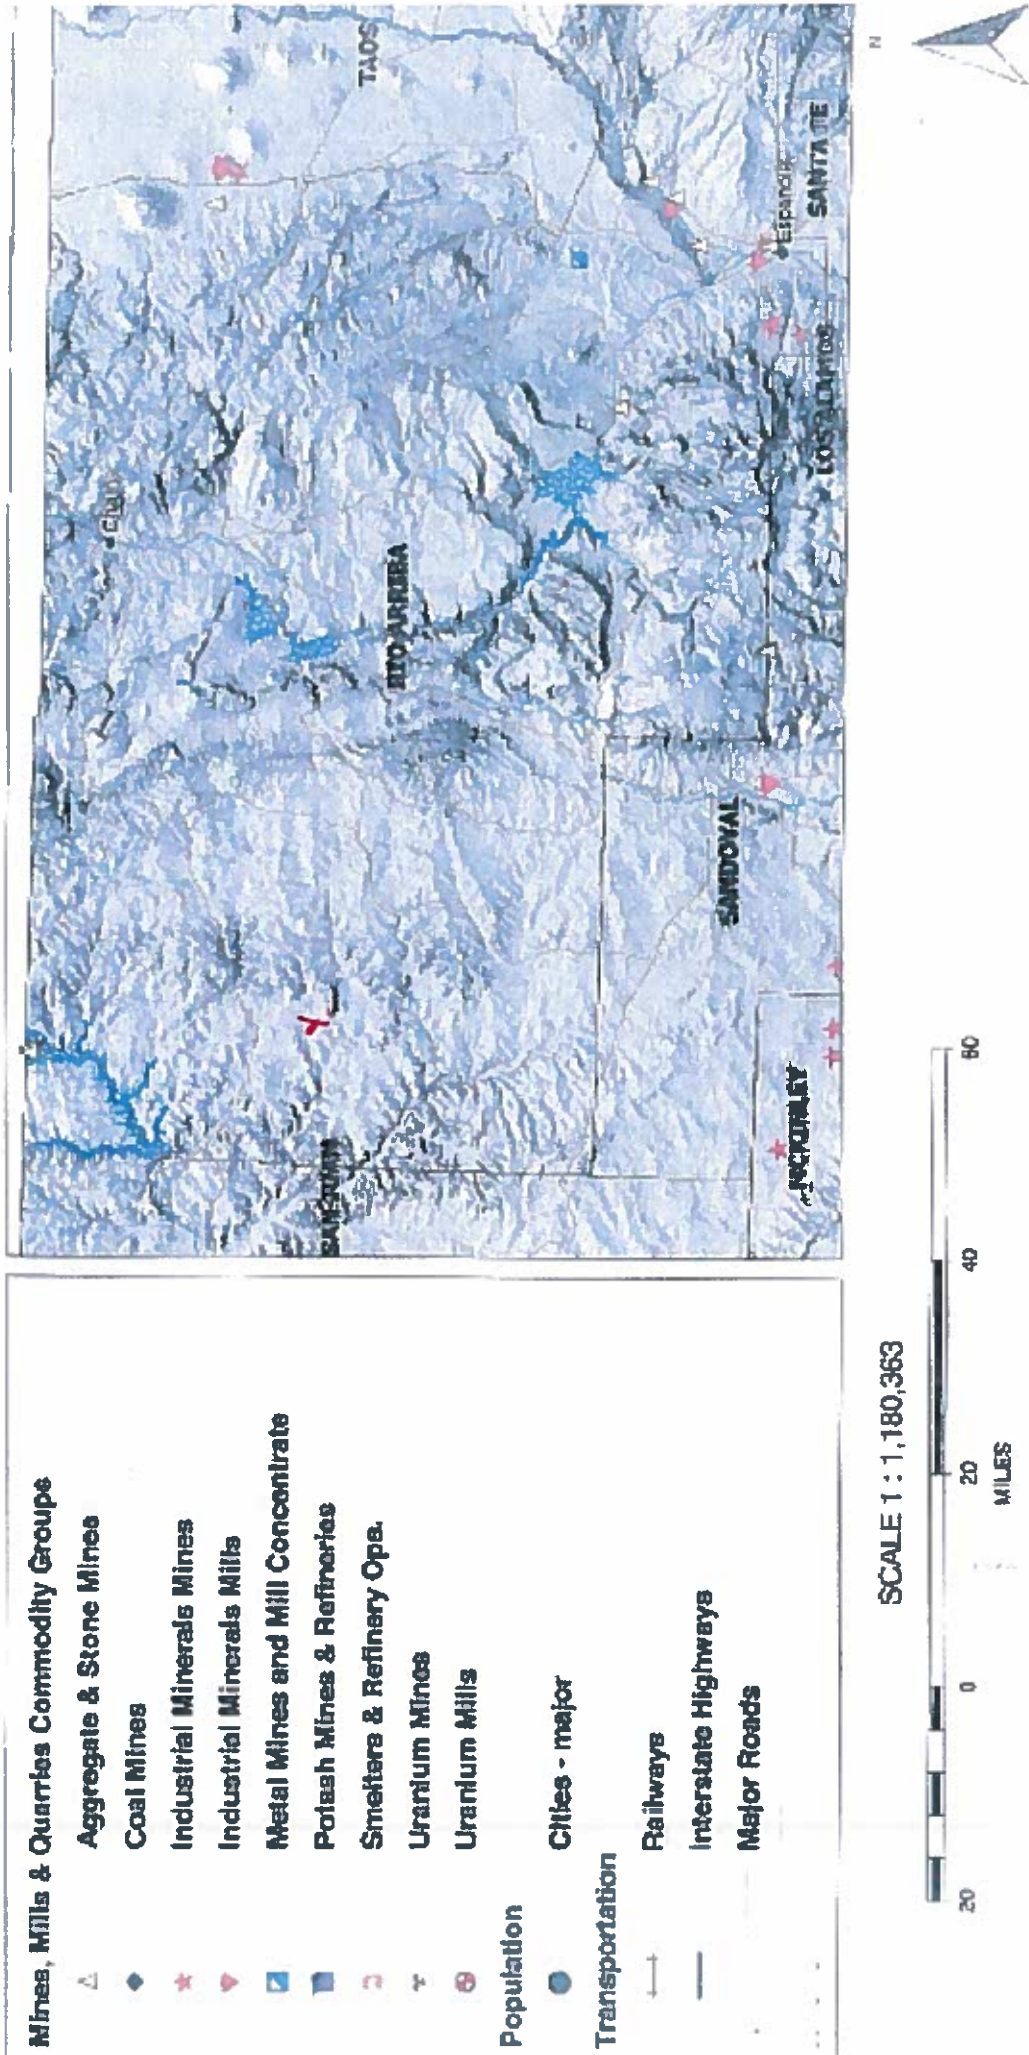 Mines, Mills & Quarries Commodity Groups
Aggregate & Stone Mines
Coal Mines
Industrial Minerals Mines
Industrial Minerals Mills
Metal Mines and Mill Concentrate
Potash Mines & Refineries
Smelters & Refinery Ops.
Uranium Mines
Uranium Mills
Population
Cities - major
Transportation
Railways
Interstate Highways
Major Roads
TAOS
RIO ARRIBA
SAN JUAN
SANDOVAL
MCKINLEY
Espanola
SANTA FE
LOS ALAMOS
N
SCALE 1 : 1,180,363
20 0 20 40 60
MILES